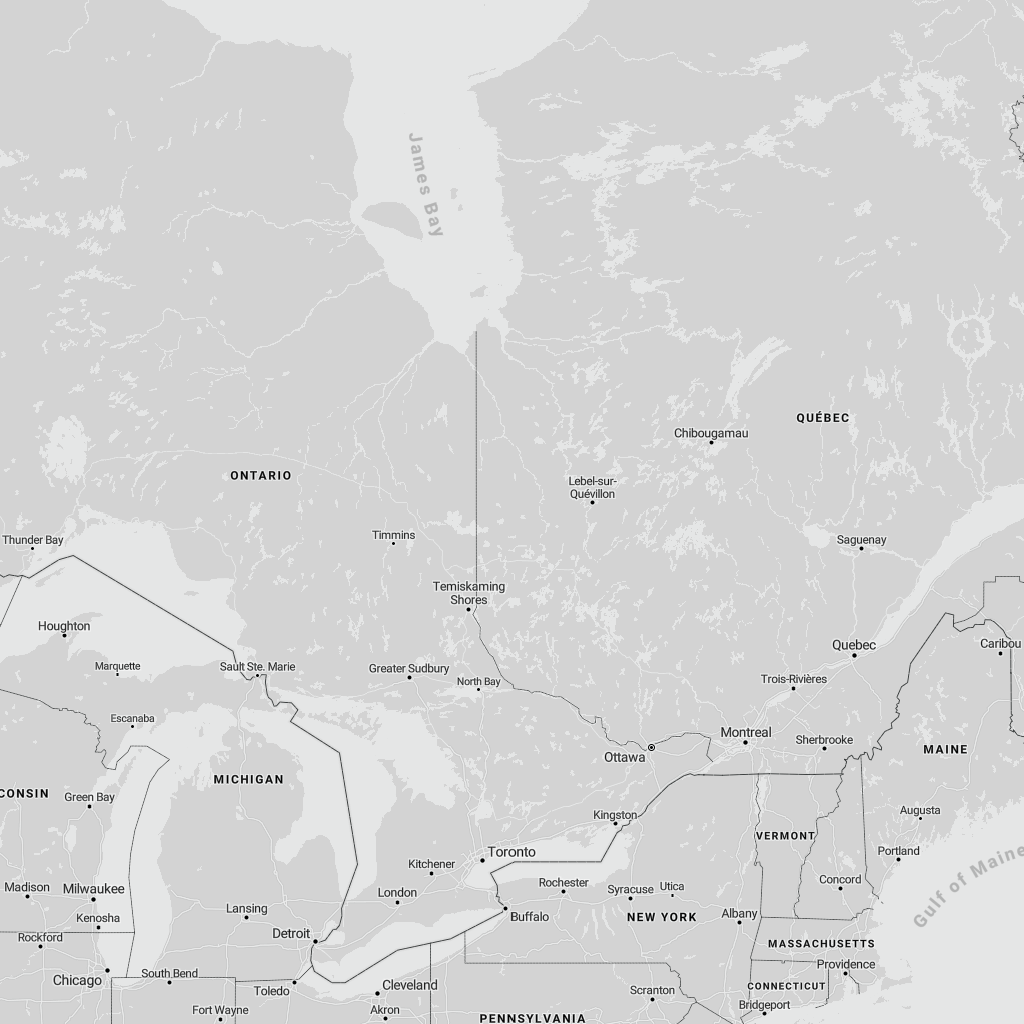 James Bay
QUÉBEC
Chibougamau
ONTARIO
Lebel-sur-
Quévillon
Thunder Bay
Timmins
Saguenay
Temiskaming
Shores
Houghton
Quebec
Caribou
Marquette
Sault Ste. Marie
Greater Sudbury
North Bay
Trois-Rivières
Escanaba
Montreal
Sherbrooke
Ottawa
MAINE
MICHIGAN
CONSIN
Green Bay
Kingston
Augusta
VERMONT
Toronto
Portland
Gulf of Maine
Kitchener
Madison
Milwaukee
London
Rochester
Syracuse
Utica
Concord
Kenosha
Lansing
Buffalo
NEW YORK
Albany
Rockford
Detroit
MASSACHUSETTS
Providence
Chicago
South Bend
Toledo
Cleveland
Scranton
CONNECTICUT
Fort Wayne
Akron
PENNSYLVANIA
Bridgeport